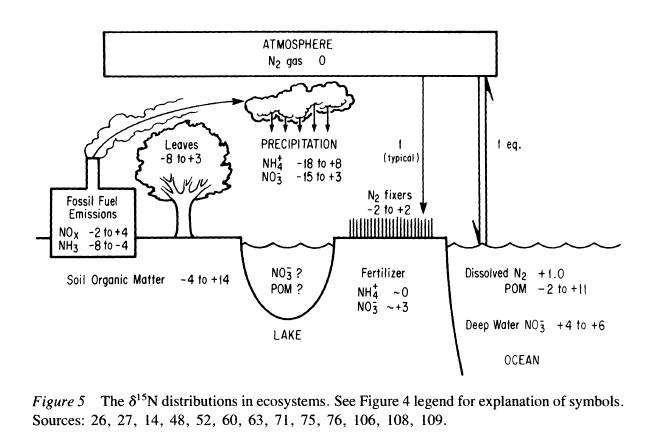 ATMOSPHERE
N₂ gas 0
Leaves
-8 to +3
PRECIPITATION
NH₄⁺ -18 to +8
NO₃⁻ -15 to +3
1
(typical)
1 eq.
N₂ fixers
-2 to +2
Fossil Fuel
Emissions
NOₓ -2 to +4
NH₃ -8 to -4
Soil Organic Matter -4 to +14
NO₃⁻ ?
POM ?
LAKE
Fertilizer
NH₄⁺ ~0
NO₃⁻ ~+3
Dissolved N₂ +1.0
POM -2 to +11
Deep Water NO₃⁻ +4 to +6
OCEAN
Figure 5 The δ¹⁵N distributions in ecosystems. See Figure 4 legend for explanation of symbols.
Sources: 26, 27, 14, 48, 52, 60, 63, 71, 75, 76, 106, 108, 109.